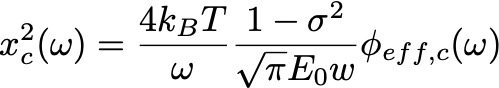 $x_c^2(\omega) = \frac{4k_BT}{\omega} \frac{1-\sigma^2}{\sqrt{\pi}E_0w} \phi_{eff,c}(\omega)$